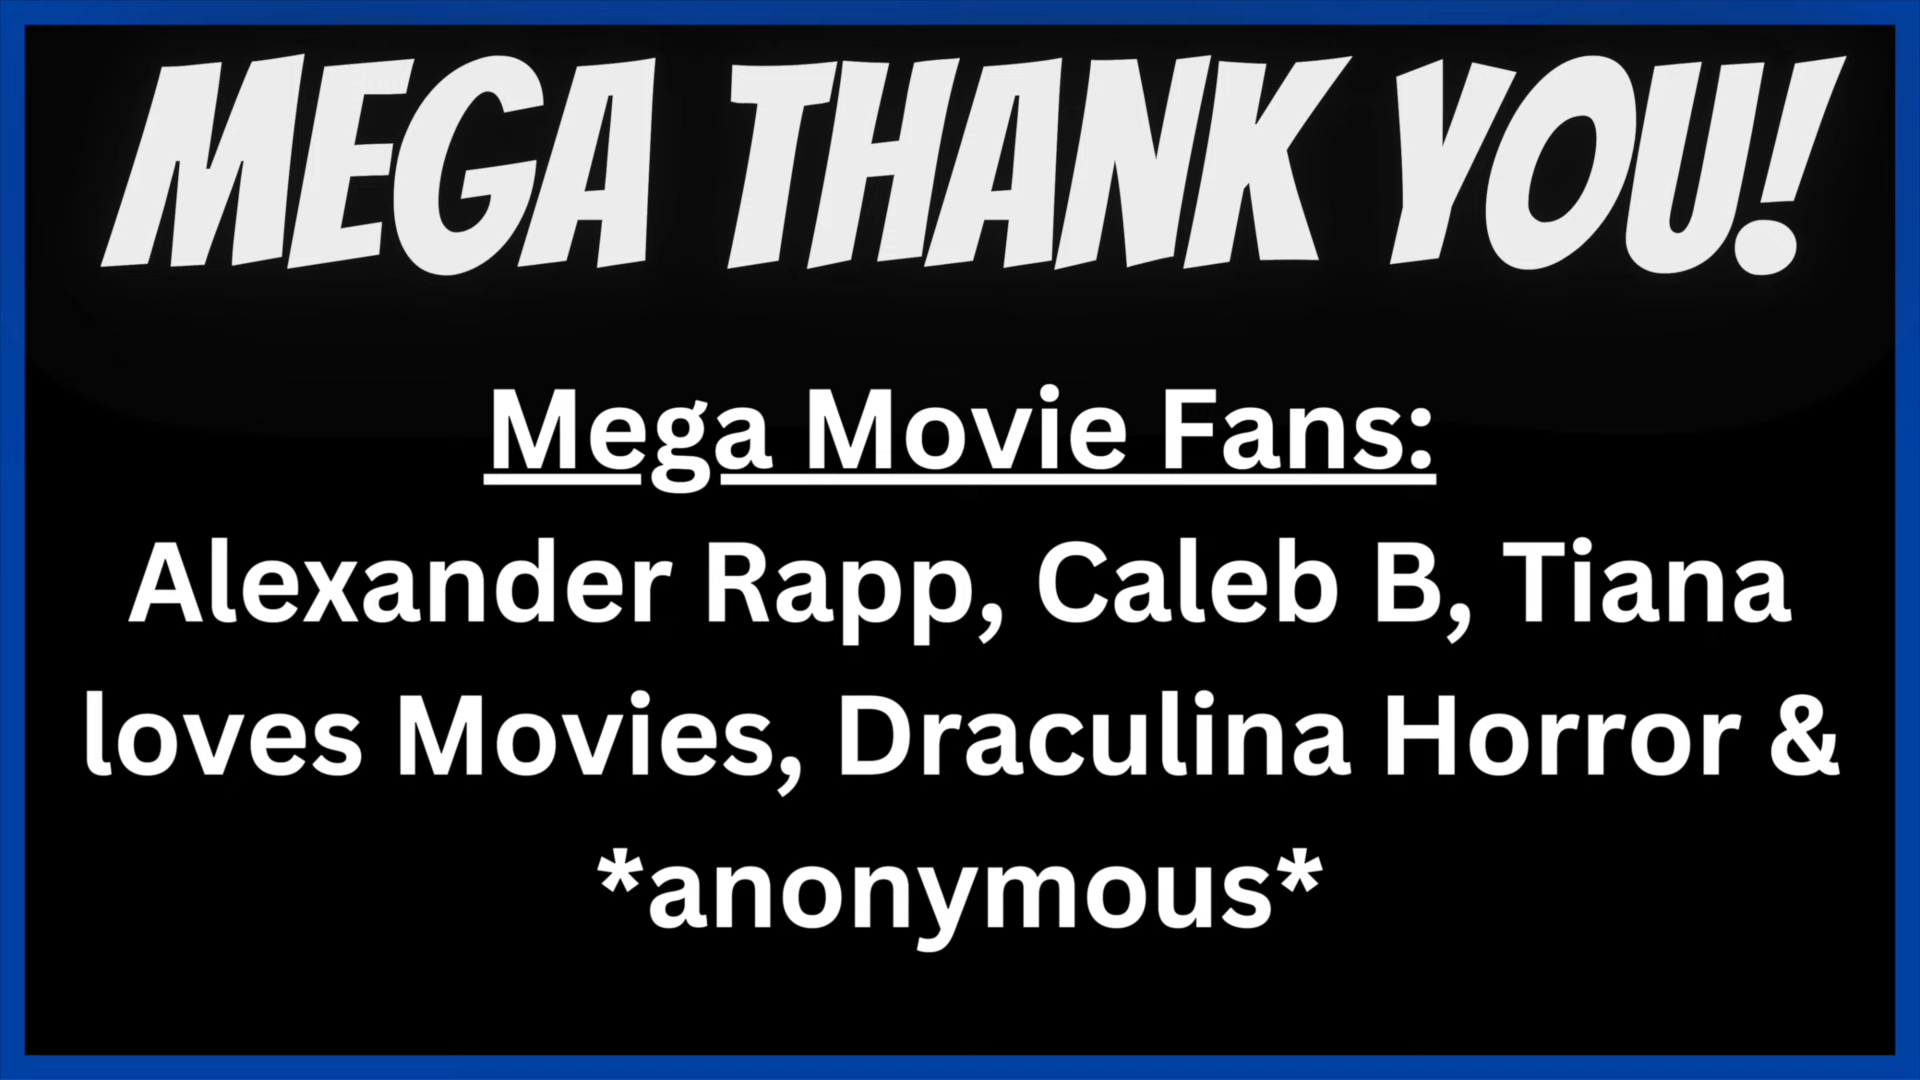 MEGA THANK YOU!
Mega Movie Fans:
Alexander Rapp, Caleb B, Tiana
loves Movies, Draculina Horror &
*anonymous*